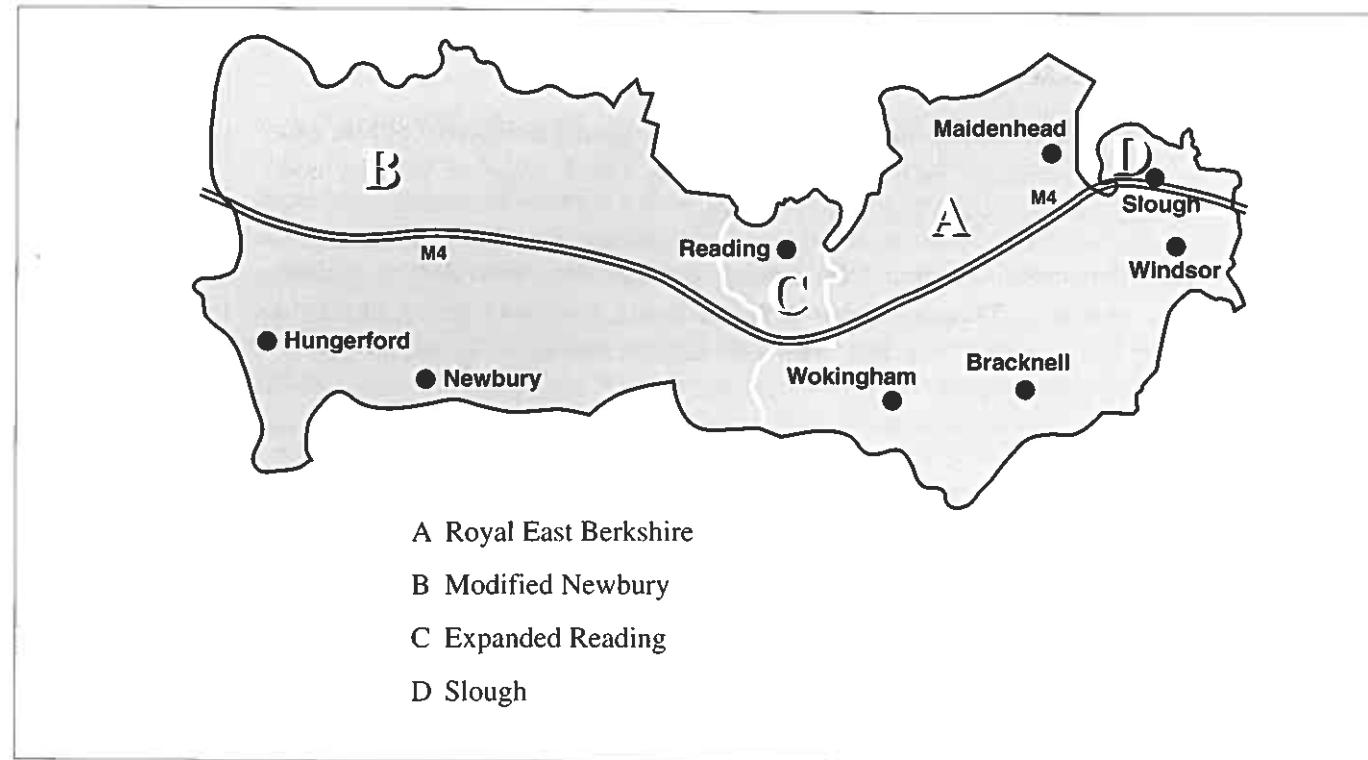 Maidenhead
D
B
M4
Slough
A
Reading
M4
Windsor
C
Hungerford
Bracknell
Wokingham
Newbury
A Royal East Berkshire
B Modified Newbury
C Expanded Reading
D Slough